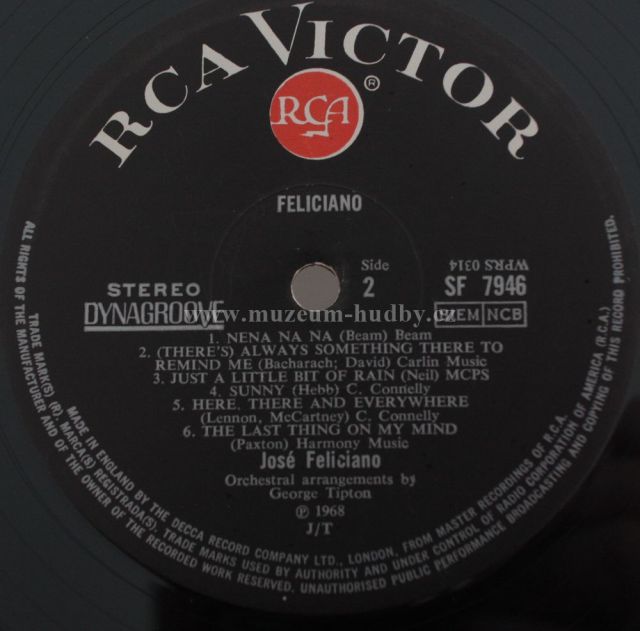 RCA VICTOR
RCA
®
FELICIANO
STEREO
DYNAGROOVE
Side
2
WPRS 0314
SF 7946
BIEM NCB
www.muzeum-hudby.cz
1. NENA NA NA (Beam) Beam
2. (THERE'S) ALWAYS SOMETHING THERE TO
REMIND ME (Bacharach; David) Carlin Music
3. JUST A LITTLE BIT OF RAIN (Neil) MCPS
4. SUNNY (Hebb) C. Connelly
5. HERE, THERE AND EVERYWHERE
(Lennon, McCartney) C. Connelly
6. THE LAST THING ON MY MIND
(Paxton) Harmony Music
José Feliciano
Orchestral arrangements by
George Tipton
℗ 1968
J/T
MADE IN ENGLAND BY THE DECCA RECORD COMPANY LTD., LONDON, FROM MASTER RECORDINGS OF R.C.A.
TRADE MARK(S) (R). MARCA(S) REGISTRADA(S). TRADE MARKS USED BY AUTHORITY AND UNDER CONTROL OF RADIO CORPORATION OF AMERICA (R.C.A.)
ALL RIGHTS OF THE MANUFACTURER AND OF THE OWNER OF THE RECORDED WORK RESERVED, UNAUTHORISED PUBLIC PERFORMANCE BROADCASTING AND COPYING OF THIS RECORD PROHIBITED.